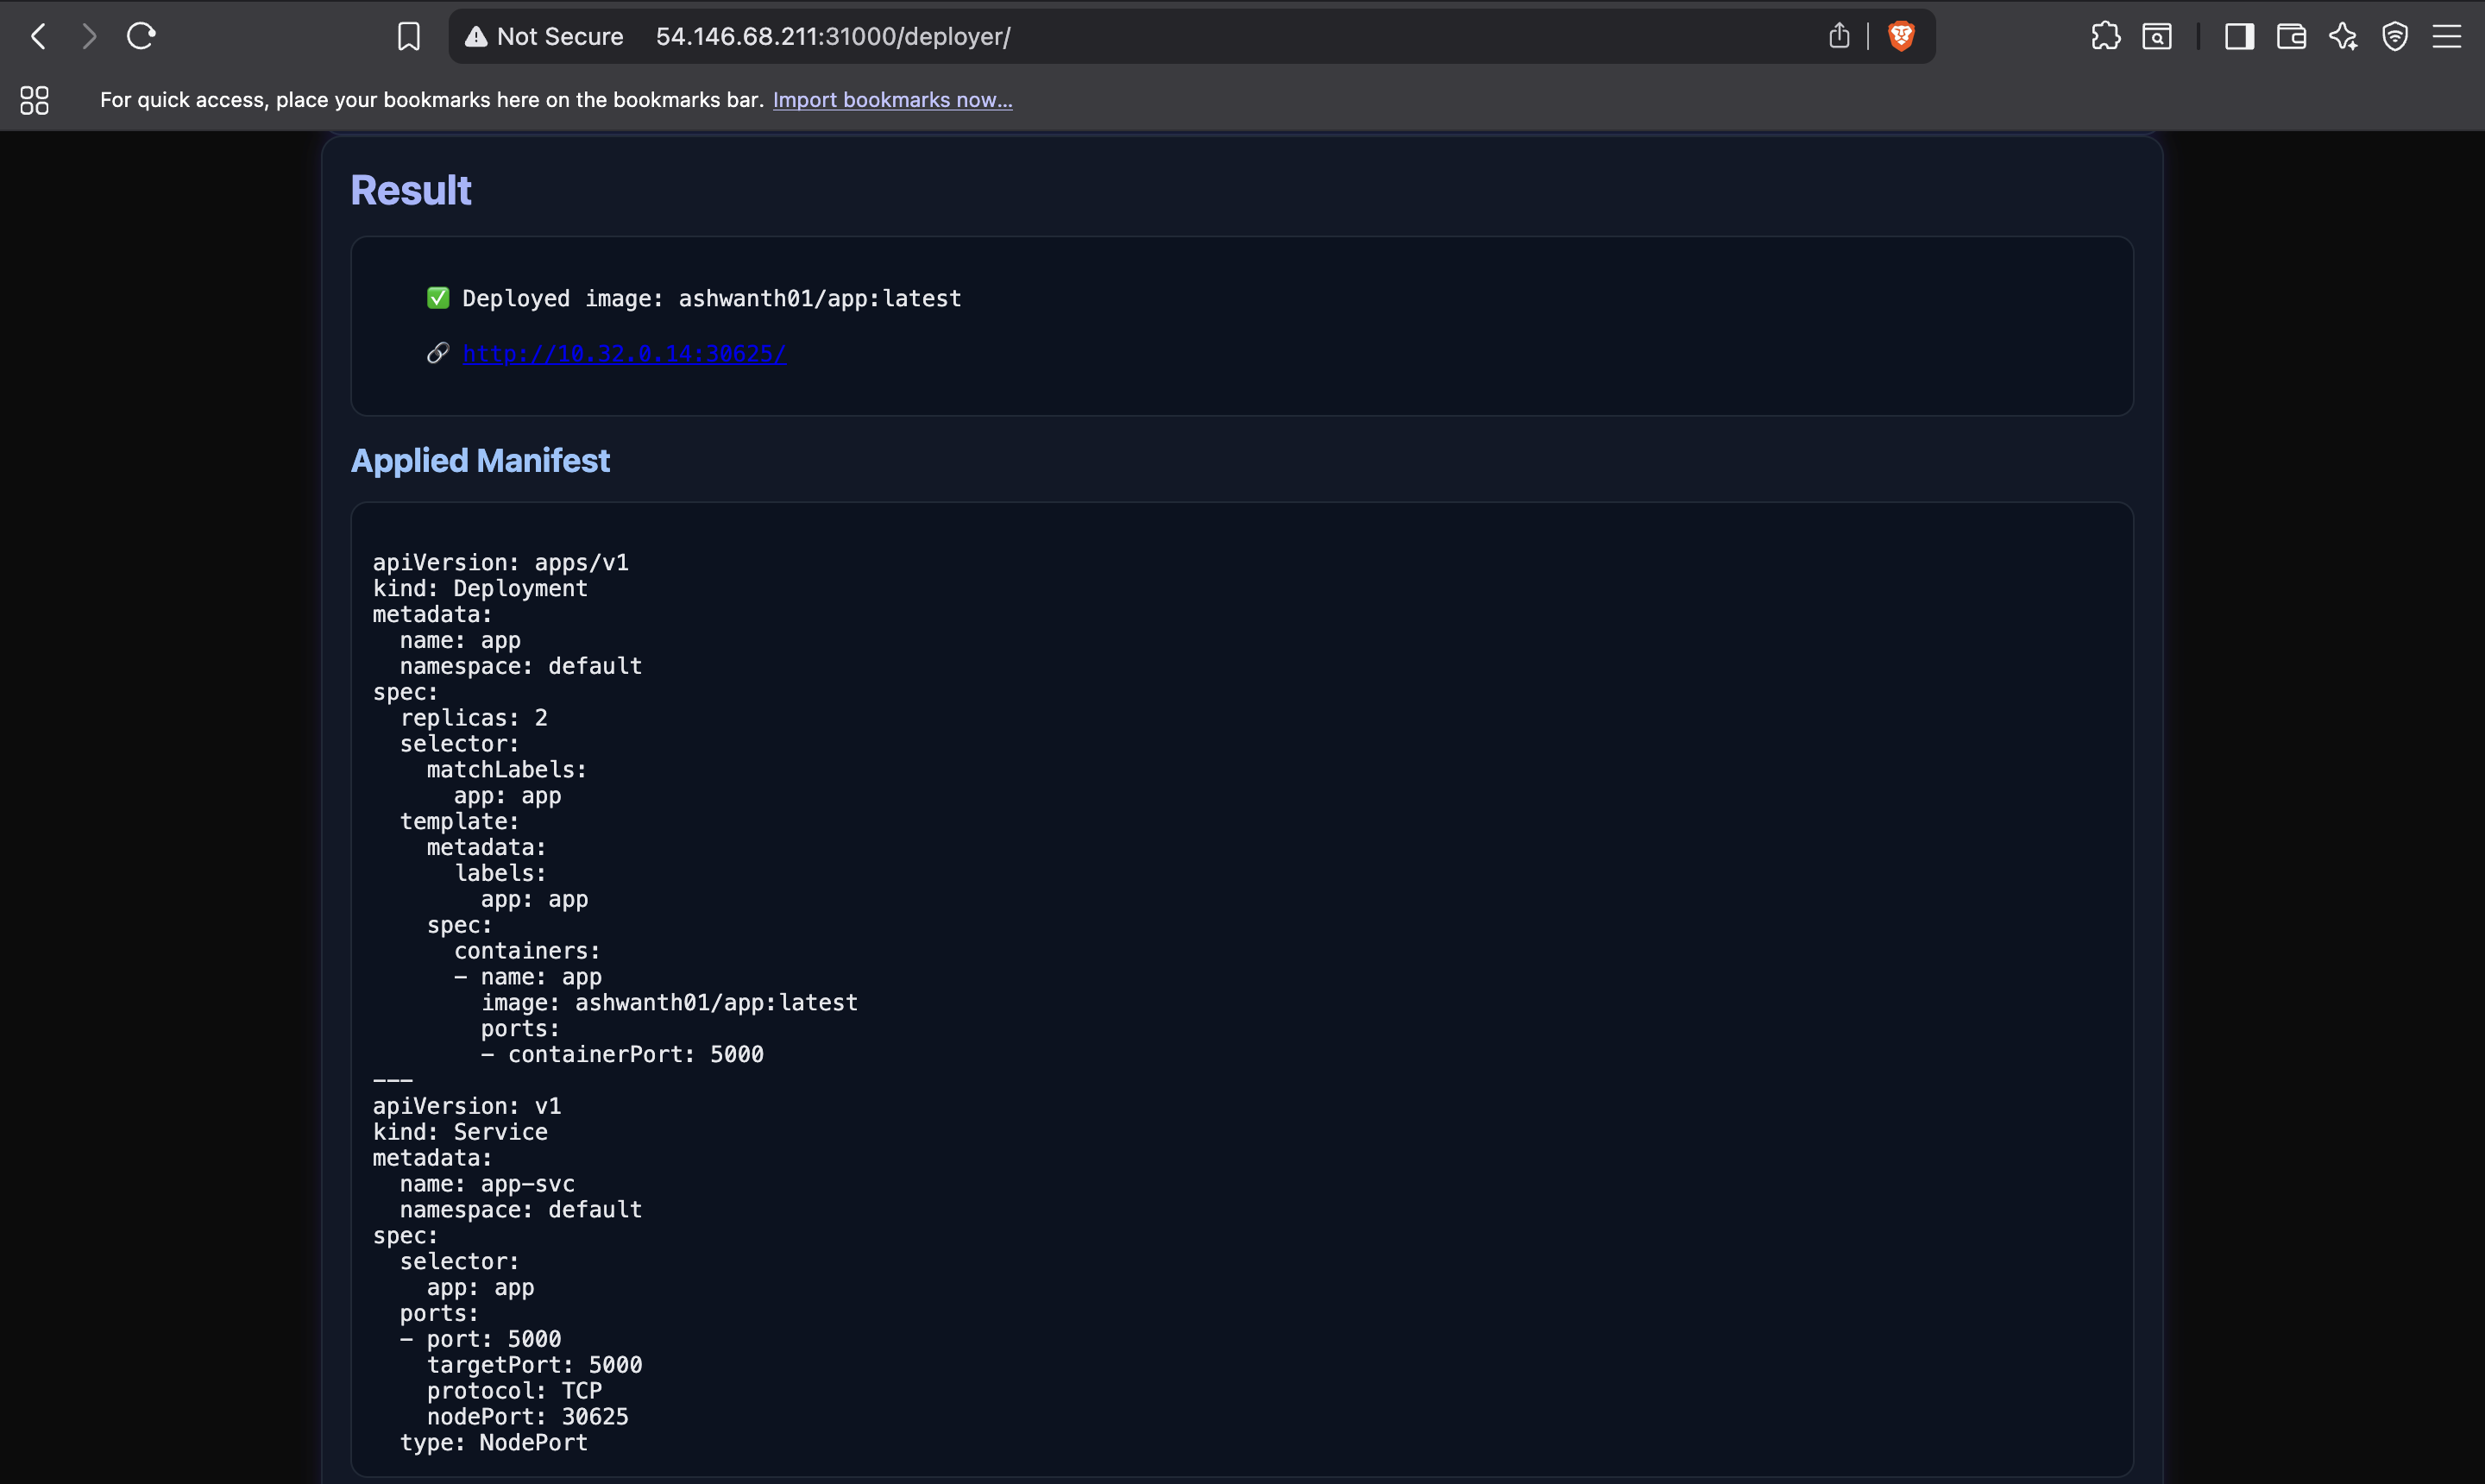 Not Secure 54.146.68.211:31000/deployer/
For quick access, place your bookmarks here on the bookmarks bar. Import bookmarks now...
Result
✅ Deployed image: ashwanth01/app:latest
🔗 http://10.32.0.14:30625/
Applied Manifest
apiVersion: apps/v1
kind: Deployment
metadata:
  name: app
  namespace: default
spec:
  replicas: 2
  selector:
    matchLabels:
      app: app
  template:
    metadata:
      labels:
        app: app
    spec:
      containers:
      - name: app
        image: ashwanth01/app:latest
        ports:
        - containerPort: 5000
---
apiVersion: v1
kind: Service
metadata:
  name: app-svc
  namespace: default
spec:
  selector:
    app: app
  ports:
  - port: 5000
    targetPort: 5000
    protocol: TCP
    nodePort: 30625
  type: NodePort